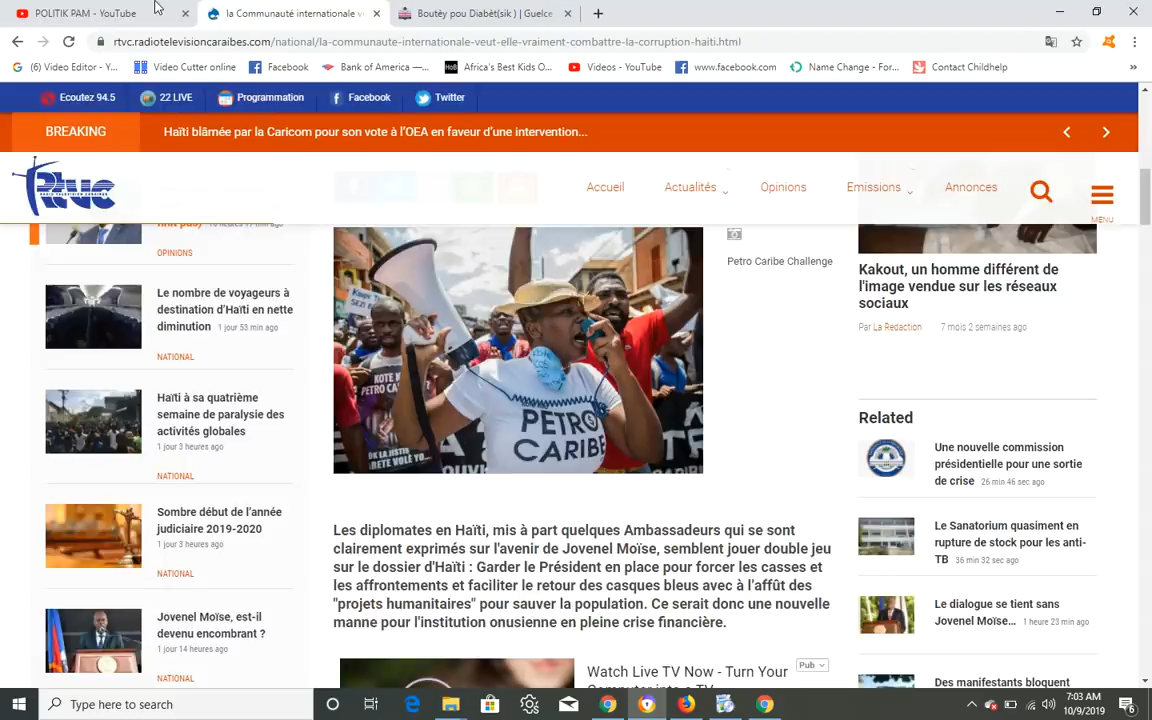 POLITIK PAM - YouTube
la Communauté internationale v
Boutèy pou Diabèt(sik ) | Guelce
rtvc.radiotelevisioncaraibes.com/national/la-communaute-internationale-veut-elle-vraiment-combattre-la-corruption-haiti.html
(6) Video Editor - Y...
Video Cutter online
Facebook
Bank of America —...
Africa's Best Kids O...
Videos - YouTube
www.facebook.com
Name Change - For...
Contact Childhelp
Ecoutez 94.5
22 LIVE
Programmation
Facebook
Twitter
BREAKING
Haïti blâmée par la Caricom pour son vote à l'OEA en faveur d'une intervention...
Rtvc
Accueil
Actualités
Opinions
Emissions
Annonces
MENU
OPINIONS
Le nombre de voyageurs à
destination d'Haïti en nette
diminution 1 jour 53 min ago
NATIONAL
Haïti à sa quatrième
semaine de paralysie des
activités globales
1 jour 3 heures ago
NATIONAL
Sombre début de l'année
judiciaire 2019-2020
1 jour 3 heures ago
NATIONAL
Jovenel Moïse, est-il
devenu encombrant ?
1 jour 14 heures ago
NATIONAL
KOTE
PETRO
CARIBE
PETRO
CARIBE
Petro Caribe Challenge
Les diplomates en Haïti, mis à part quelques Ambassadeurs qui se sont
clairement exprimés sur l'avenir de Jovenel Moïse, semblent jouer double jeu
sur le dossier d'Haïti : Garder le Président en place pour forcer les casses et
les affrontements et faciliter le retour des casques bleus avec à l'affût des
"projets humanitaires" pour sauver la population. Ce serait donc une nouvelle
manne pour l'institution onusienne en pleine crise financière.
Watch Live TV Now - Turn Your
Pub
Kakout, un homme différent de
l'image vendue sur les réseaux
sociaux
Par La Redaction 7 mois 2 semaines ago
Related
Une nouvelle commission
présidentielle pour une sortie
de crise 26 min 46 sec ago
Le Sanatorium quasiment en
rupture de stock pour les anti-
TB 36 min 32 sec ago
Le dialogue se tient sans
Jovenel Moïse... 1 heure 23 min ago
Des manifestants bloquent
Type here to search
7:03 AM
10/9/2019
6